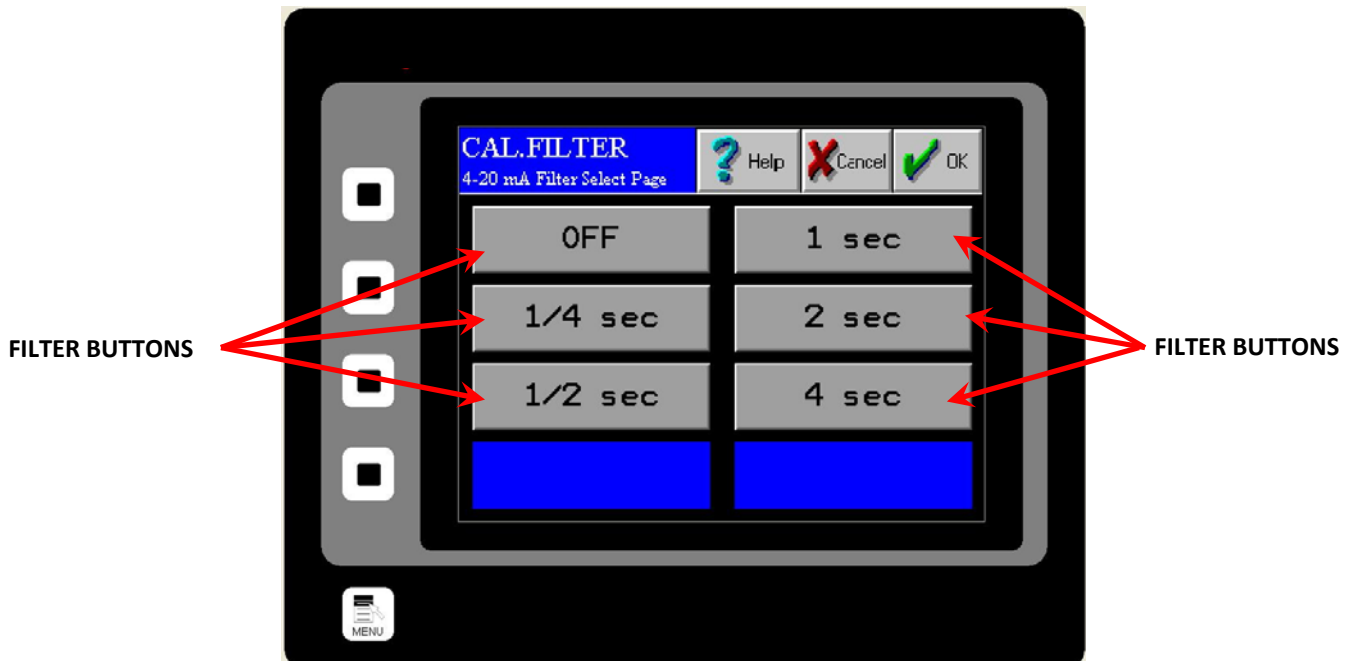 CAL.FILTER
4-20 mA Filter Select Page
Help
Cancel
OK
OFF
1 sec
1/4 sec
2 sec
FILTER BUTTONS
FILTER BUTTONS
1/2 sec
4 sec
MENU